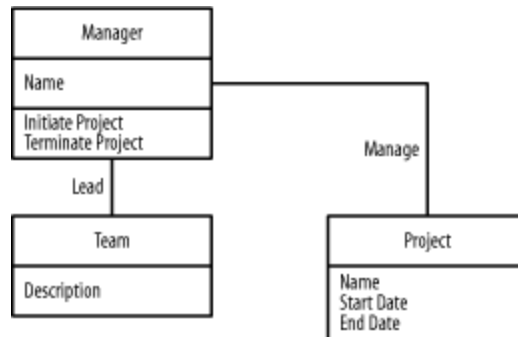 Manager
Name
Initiate Project
Terminate Project
Manage
Lead
Team
Project
Description
Name
Start Date
End Date